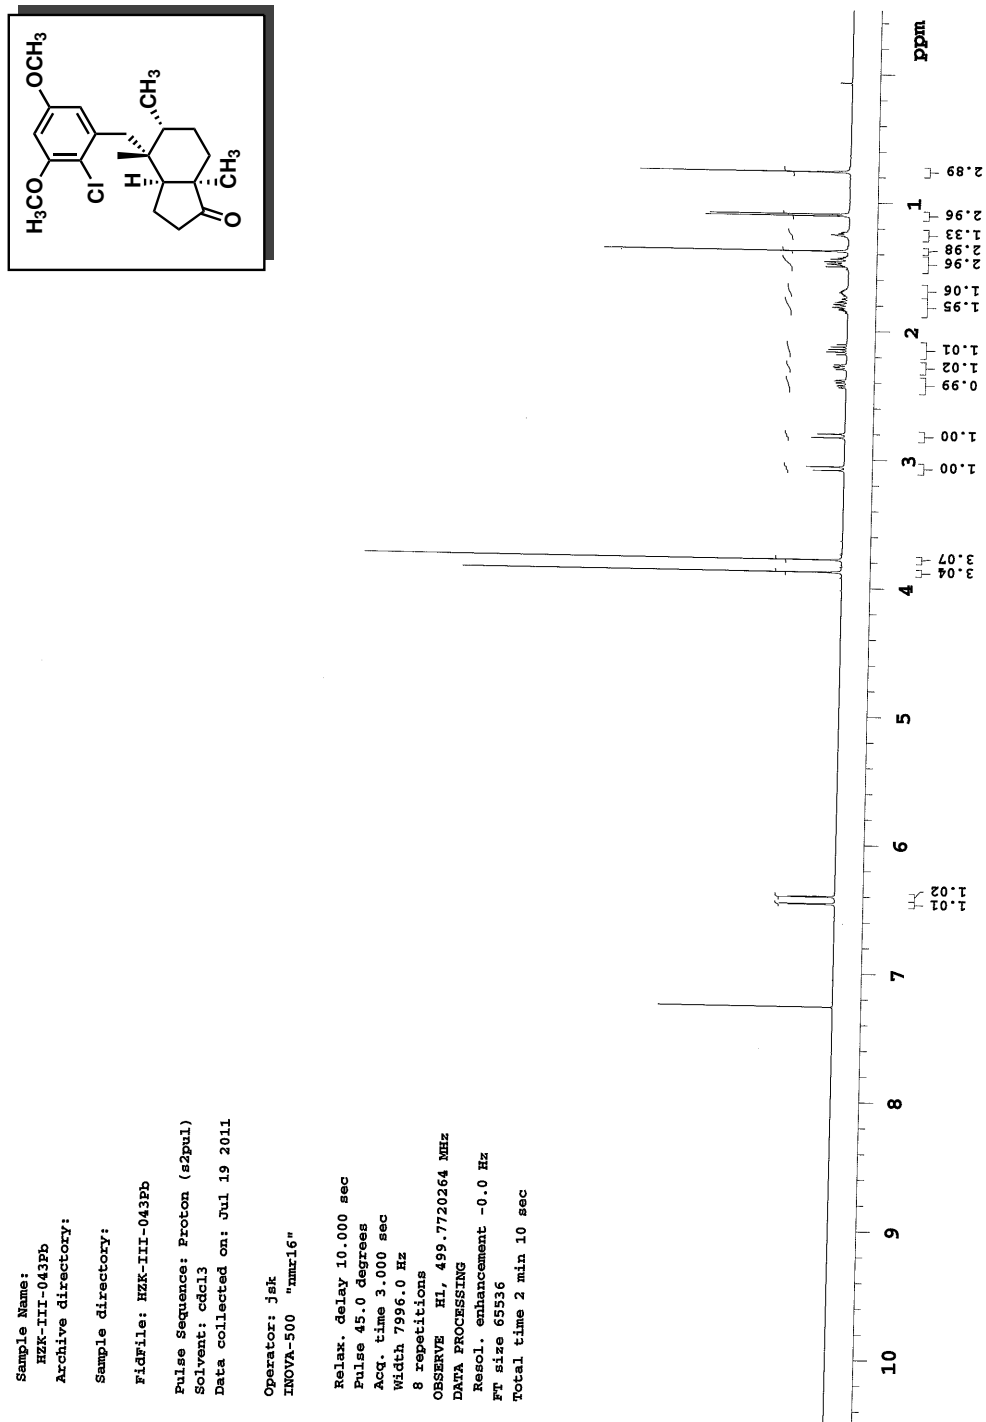 Sample Name:
HZK-III-043Pb
Archive directory:
Sample directory:
FidFile: HZK-III-043Pb
Pulse Sequence: Proton (s2pul)
Solvent: cdcl3
Data collected on: Jul 19 2011
Operator: jsk
INOVA-500 "nmr16"
Relax. delay 10.000 sec
Pulse 45.0 degrees
Acq. time 3.000 sec
Width 7996.0 Hz
8 repetitions
OBSERVE H1, 499.7720264 MHz
DATA PROCESSING
Resol. enhancement -0.0 Hz
FT size 65536
Total time 2 min 10 sec
H3CO
OCH3
Cl
CH3
H
CH3
O
10 9 8 7 6 5 4 3 2 1 ppm
1.01
1.02
3.04
3.07
1.00
1.00
0.99
1.02
1.01
1.95
1.06
2.96
2.98
1.33
2.96
2.89